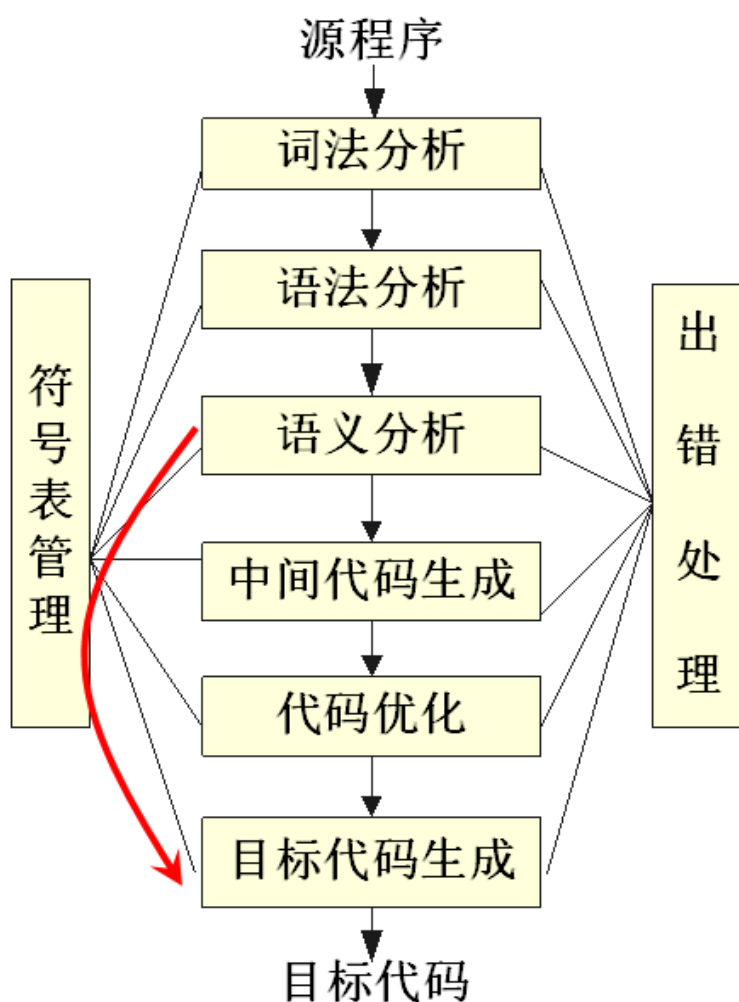 源程序
词法分析
语法分析
语义分析
中间代码生成
代码优化
目标代码生成
目标代码
符号表管理
出错处理